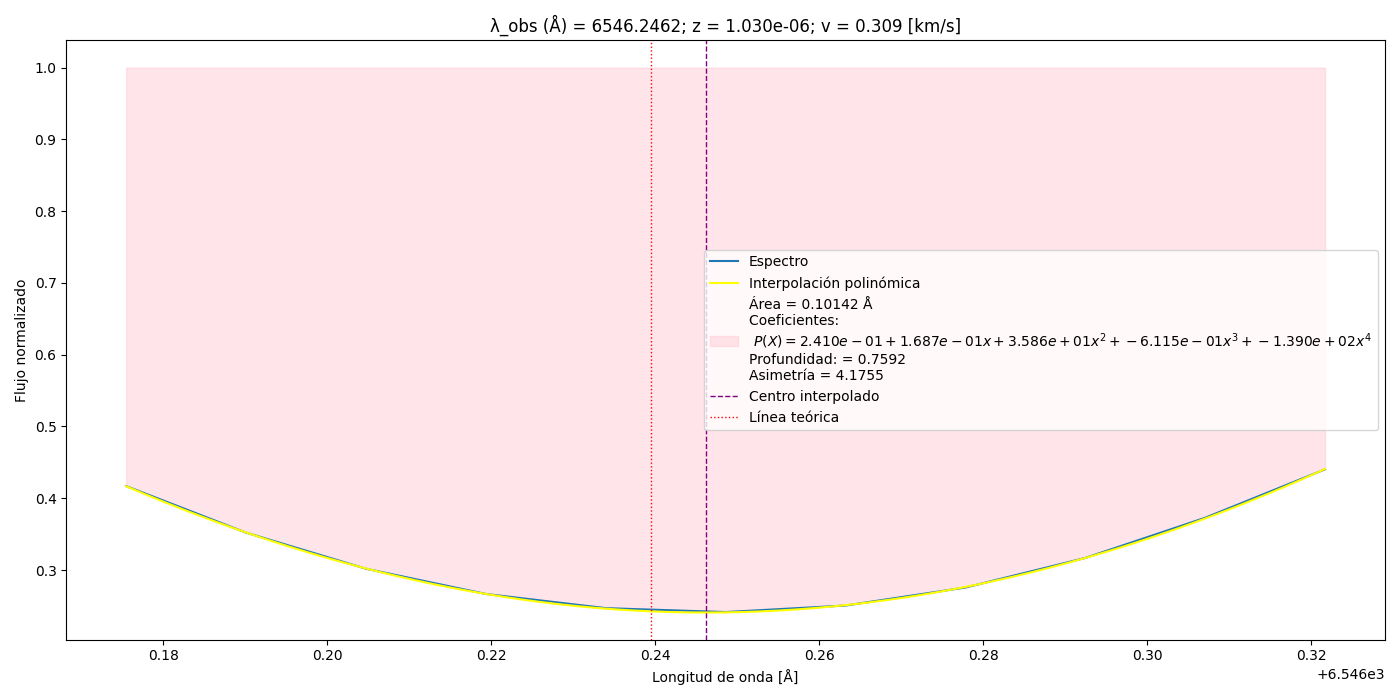 λ_obs (Å) = 6546.2462; z = 1.030e-06; v = 0.309 [km/s]
Flujo normalizado
1.0
0.9
0.8
0.7
0.6
0.5
0.4
0.3
Espectro
Interpolación polinómica
Área = 0.10142 Å
Coeficientes:
P(X) = 2.410e − 01 + 1.687e − 01x + 3.586e + 01x² + − 6.115e − 01x³ + − 1.390e + 02x⁴
Profundidad: = 0.7592
Asimetría = 4.1755
Centro interpolado
Línea teórica
0.18 0.20 0.22 0.24 0.26 0.28 0.30 0.32
+6.546e3
Longitud de onda [Å]